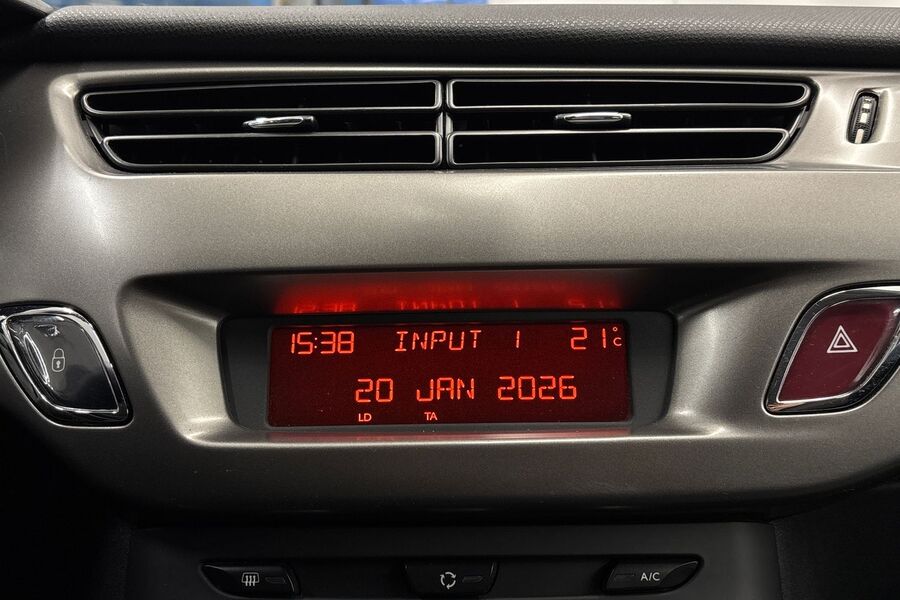 15:38 INPUT 1 21°C
20 JAN 2026
LD TA
A/C